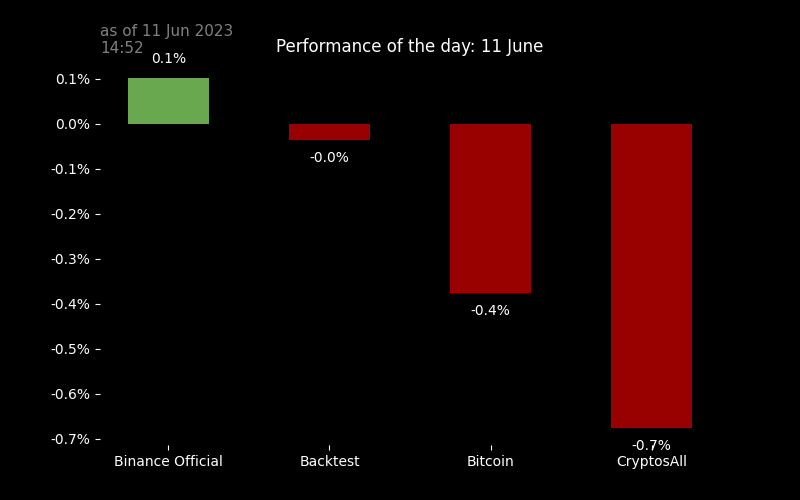 as of 11 Jun 2023
14:52
Performance of the day: 11 June
0.1%
0.1%
0.0%
-0.1%
-0.0%
-0.2%
-0.3%
-0.4%
-0.4%
-0.5%
-0.6%
-0.7%
-0.7%
Binance Official
Backtest
Bitcoin
CryptosAll